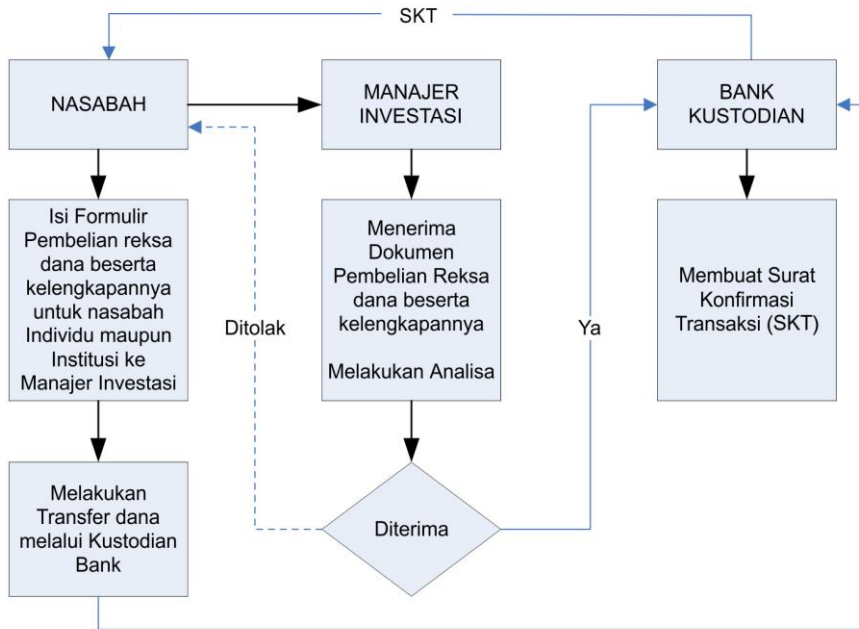 SKT
NASABAH
MANAJER
INVESTASI
BANK
KUSTODIAN
Isi Formulir
Pembelian reksa
dana beserta
kelengkapannya
untuk nasabah
Individu maupun
Institusi ke
Manajer Investasi
Ditolak
Menerima
Dokumen
Pembelian Reksa
dana beserta
kelengkapannya
Melakukan Analisa
Ya
Membuat Surat
Konfirmasi
Transaksi (SKT)
Melakukan
Transfer dana
melalui Kustodian
Bank
Diterima